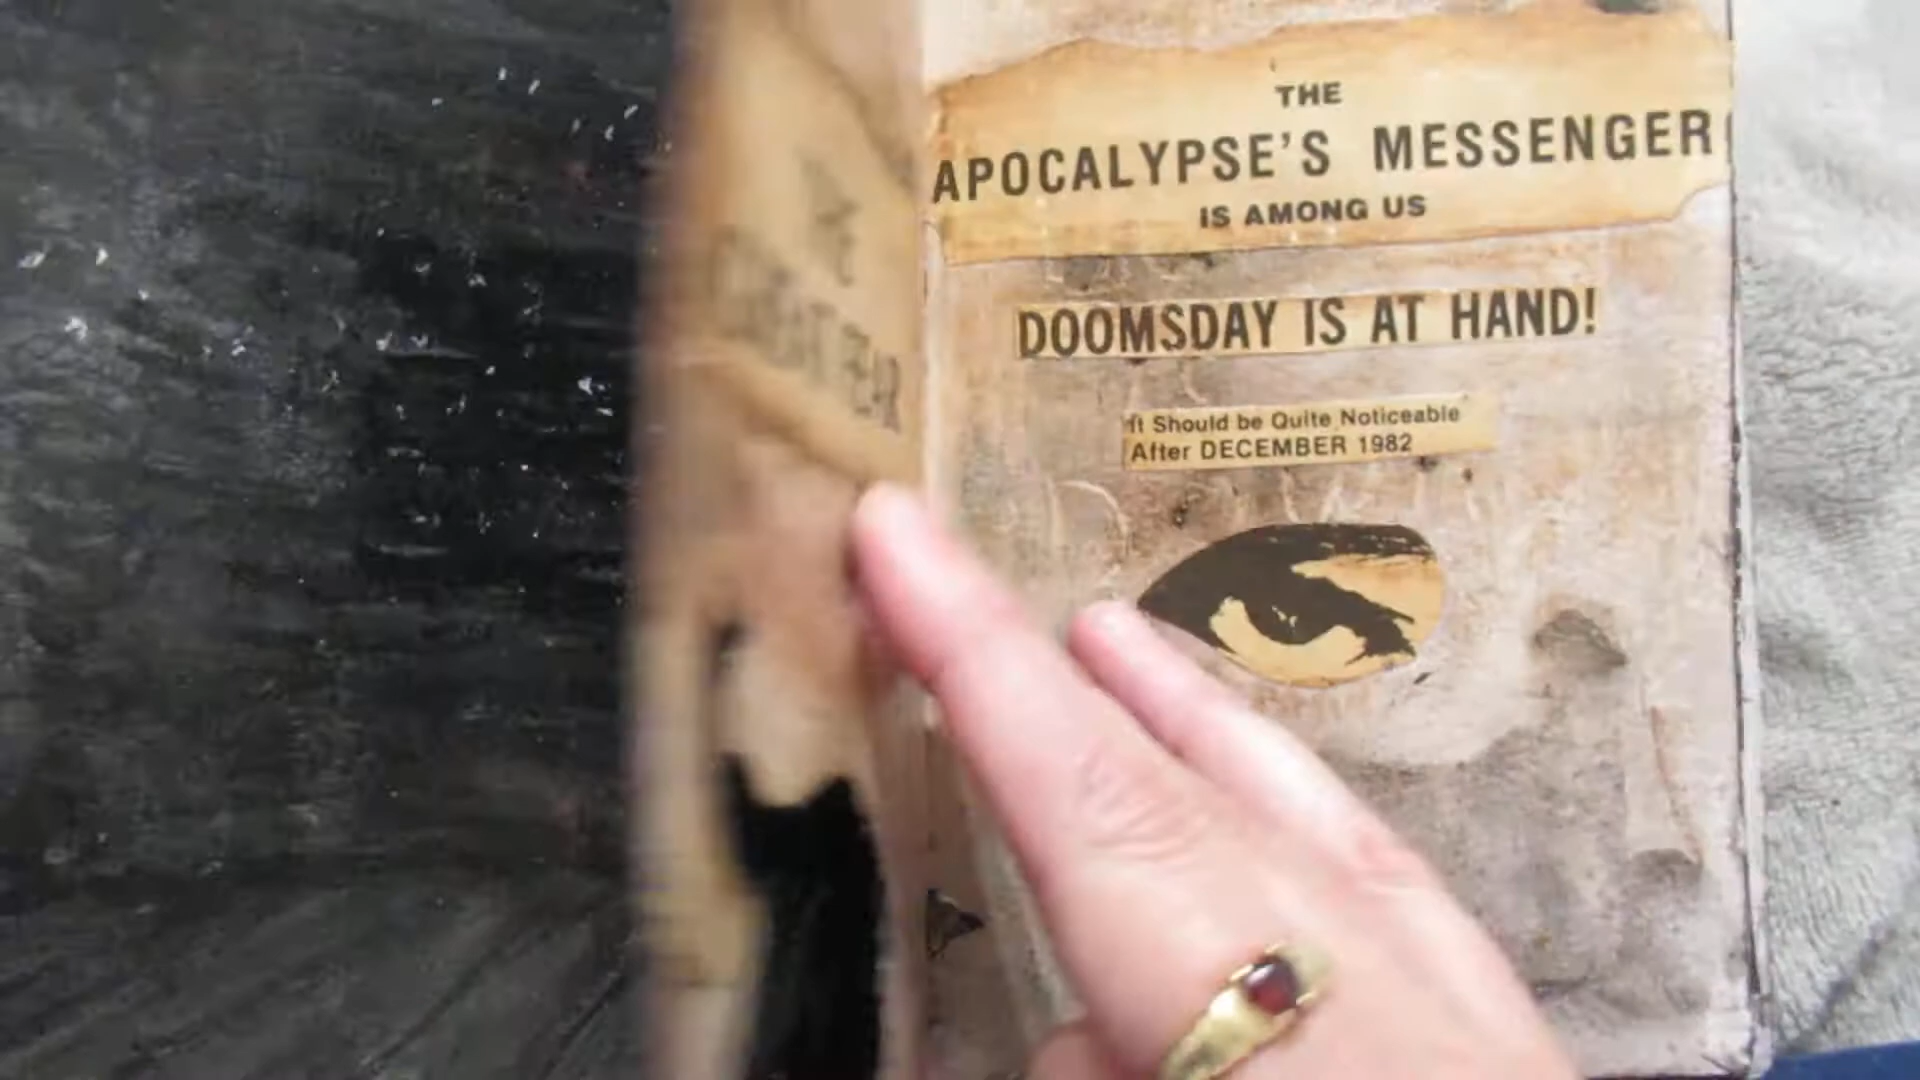 THE
APOCALYPSE'S MESSENGER
IS AMONG US
DOOMSDAY IS AT HAND!
It Should be Quite Noticeable
After DECEMBER 1982